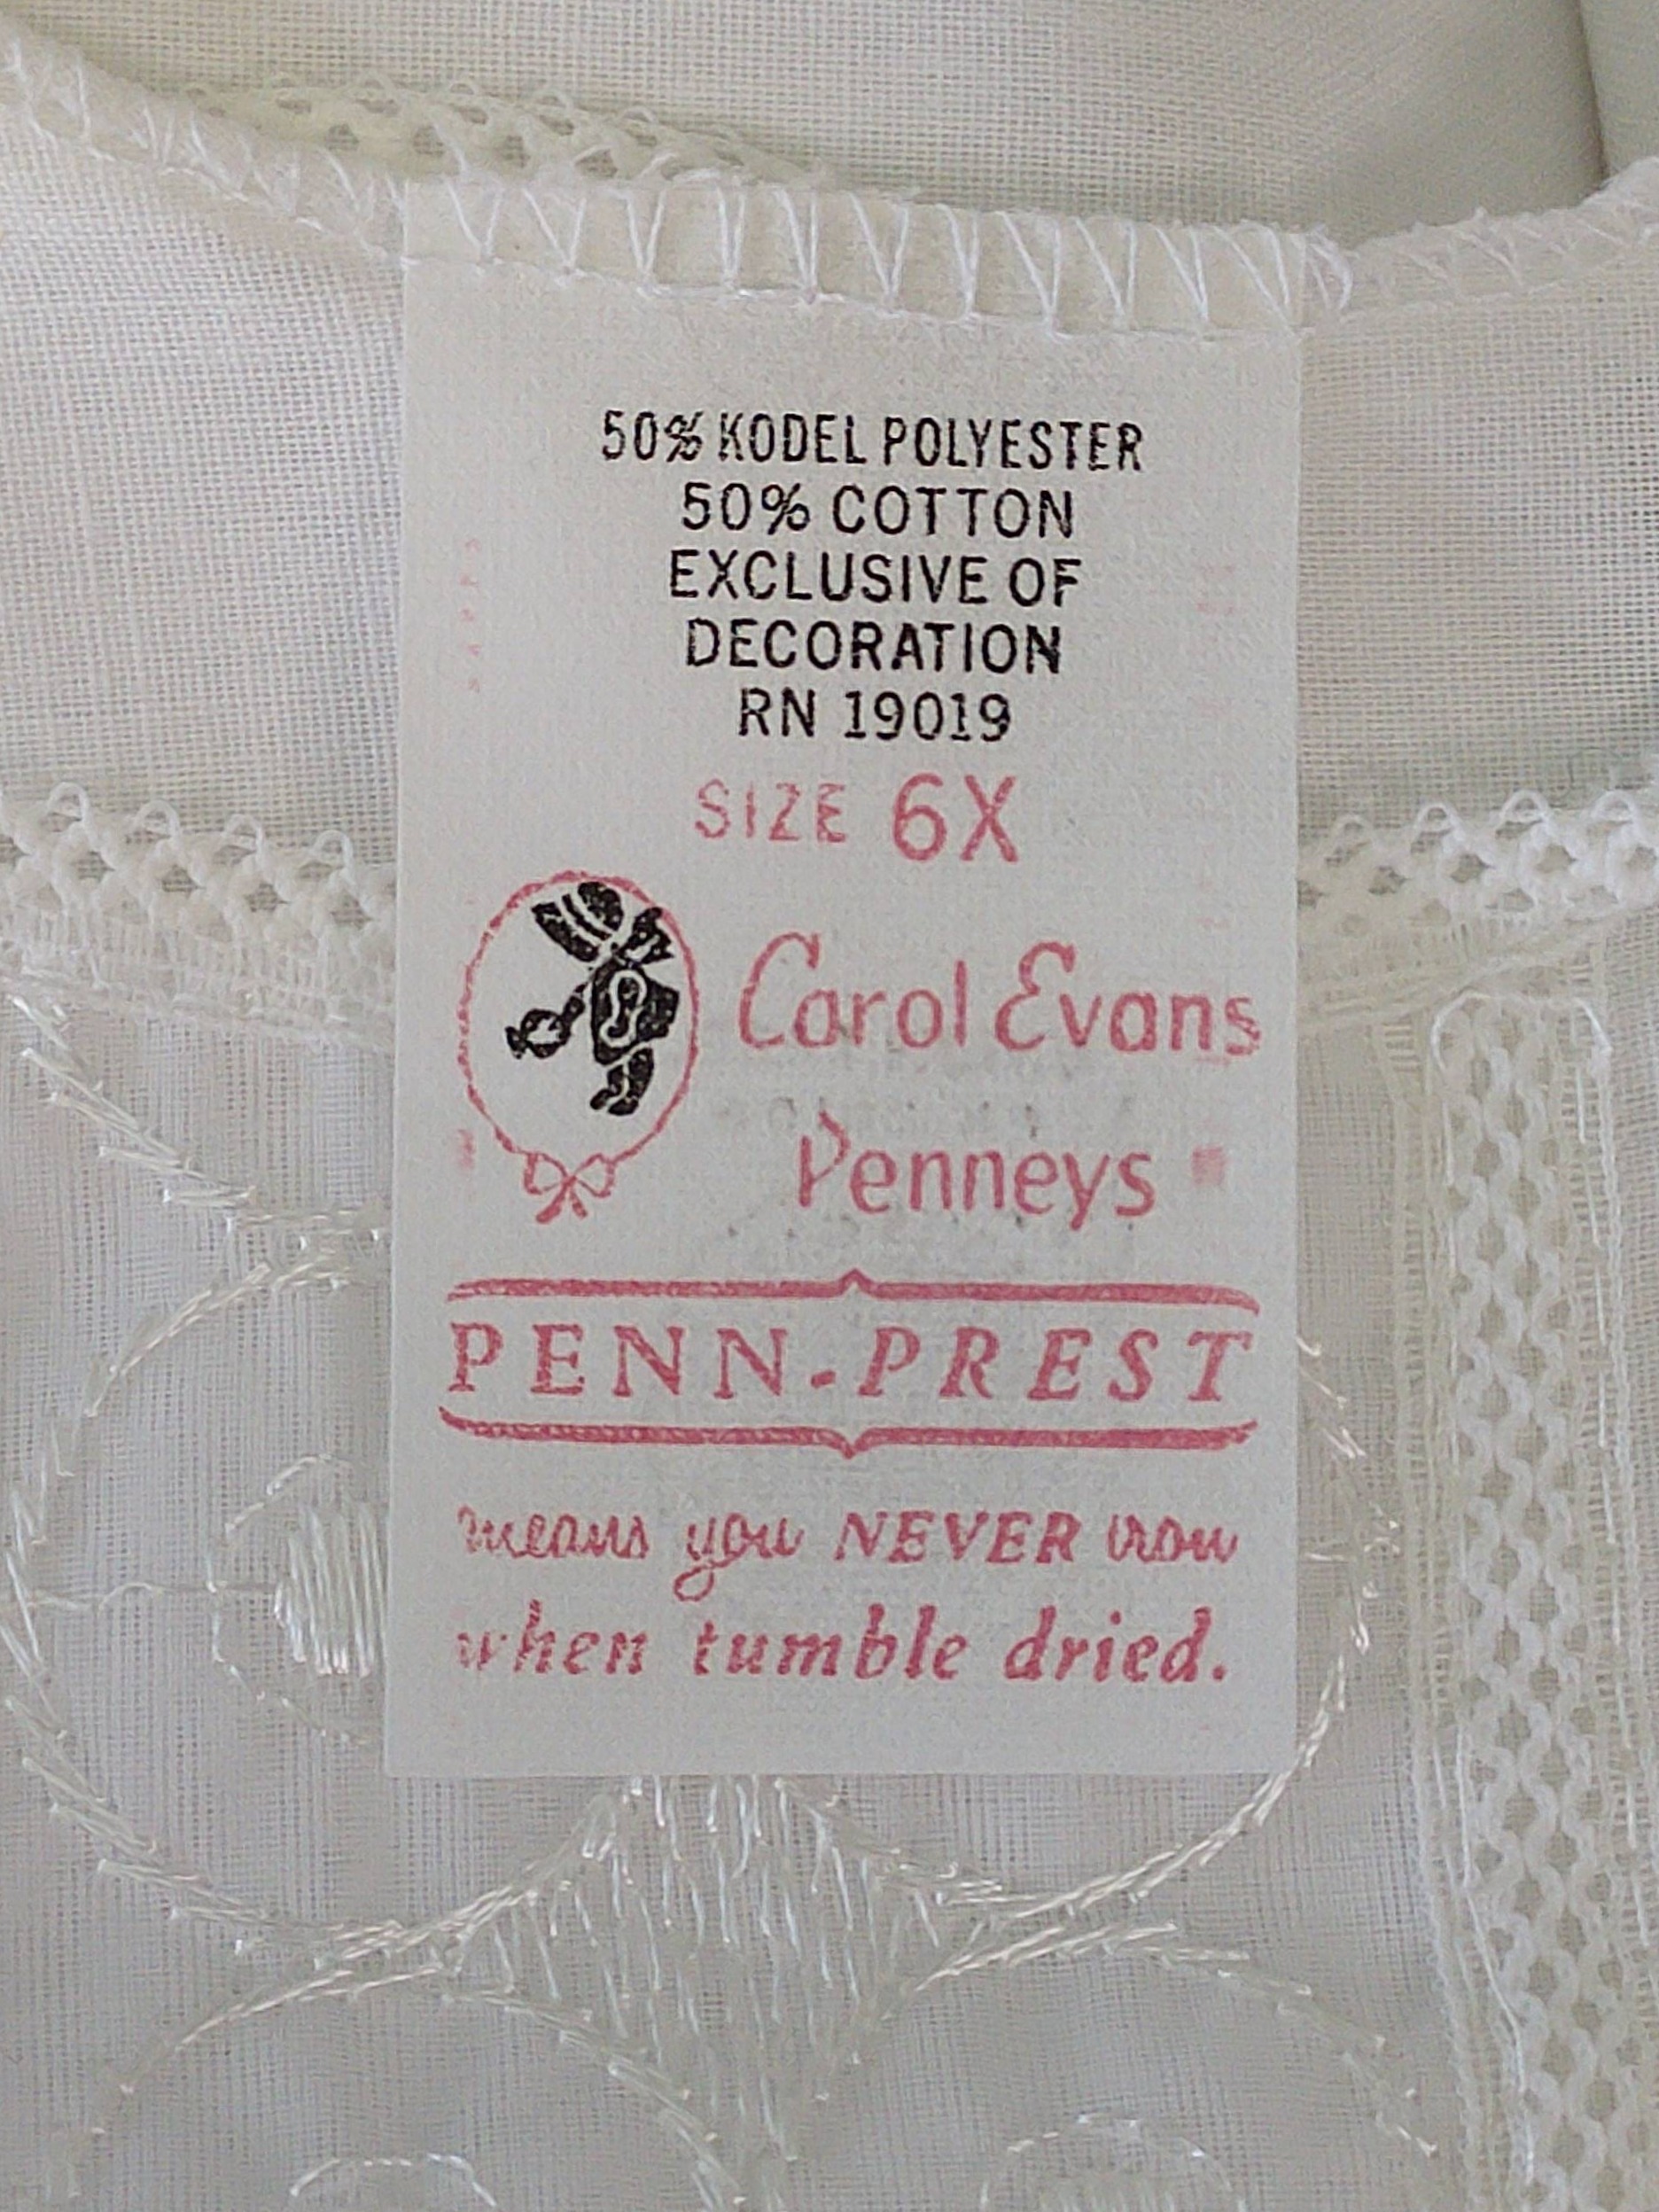 50% KODEL POLYESTER
50% COTTON
EXCLUSIVE OF
DECORATION
RN 19019
SIZE 6X
Carol Evans
Penneys
PENN-PREST
means you NEVER iron
when tumble dried.